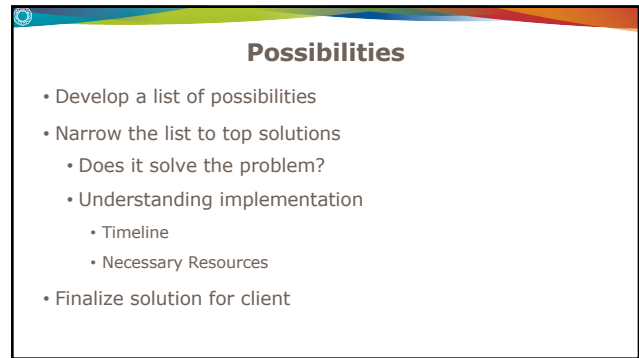 Possibilities
• Develop a list of possibilities
• Narrow the list to top solutions
• Does it solve the problem?
• Understanding implementation
• Timeline
• Necessary Resources
• Finalize solution for client